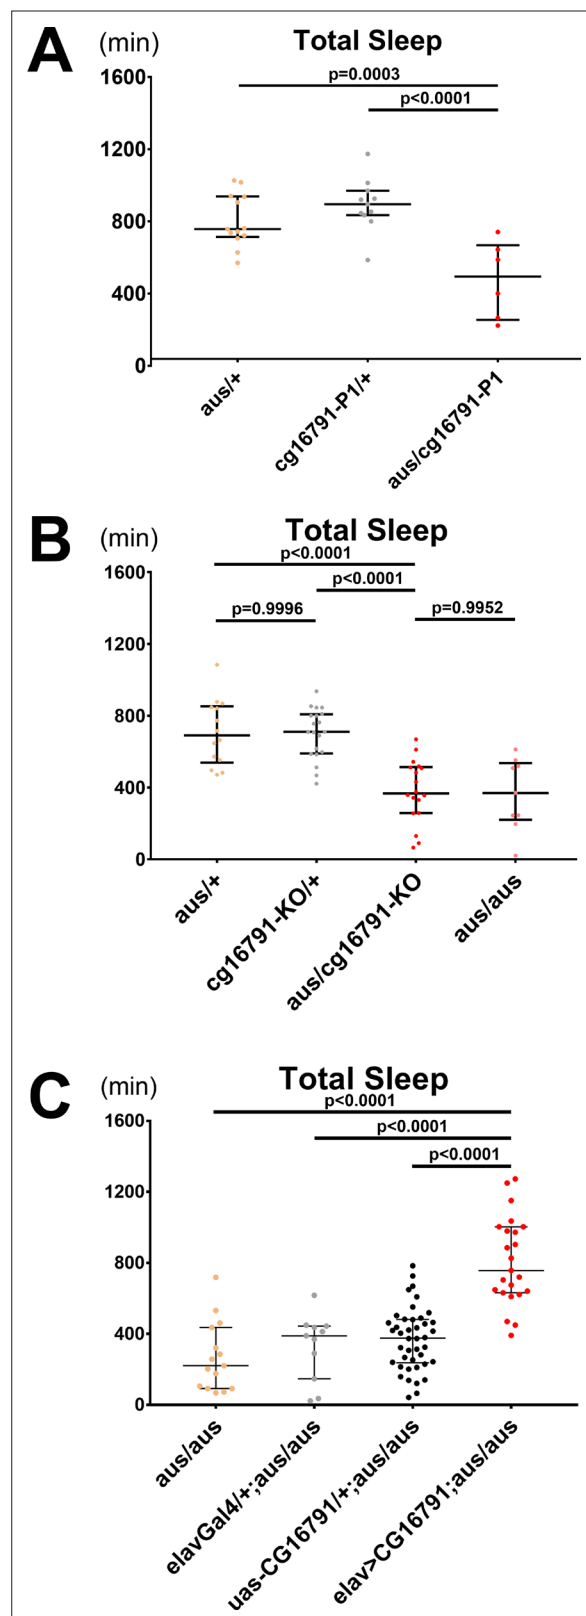 A (min) Total Sleep
1600
p=0.0003
p<0.0001
1200
800
400
0
aus/+
cg16791-P1/+
aus/cg16791-P1
B (min) Total Sleep
p<0.0001
1600
p<0.0001
p=0.9996
p=0.9952
1200
800
400
0
aus/+
cg16791-KO/+
aus/cg16791-KO
aus/aus
C (min) Total Sleep
p<0.0001
1600
p<0.0001
p<0.0001
1200
800
400
0
aus/aus
elavGal4/+;aus/aus
uas-CG16791/+;aus/aus
elav>CG16791;aus/aus